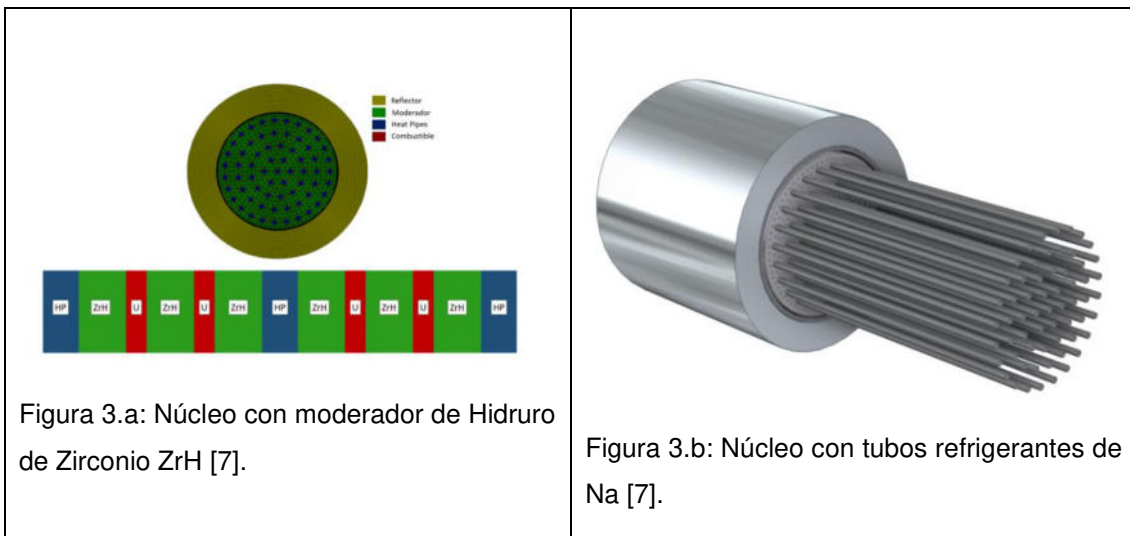 Reflector
Moderador
Heat Pipes
Combustible
HP ZrH U ZrH U ZrH HP ZrH U ZrH U ZrH HP
Figura 3.a: Núcleo con moderador de Hidruro
de Zirconio ZrH [7].
Figura 3.b: Núcleo con tubos refrigerantes de
Na [7].